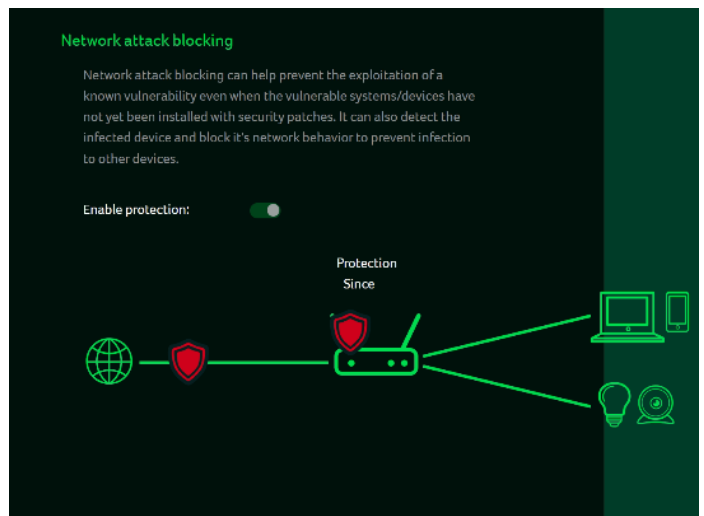 Network attack blocking
Network attack blocking can help prevent the exploitation of a
known vulnerability even when the vulnerable systems/devices have
not yet been installed with security patches. It can also detect the
infected device and block it's network behavior to prevent infection
to other devices.
Enable protection:
Protection
Since